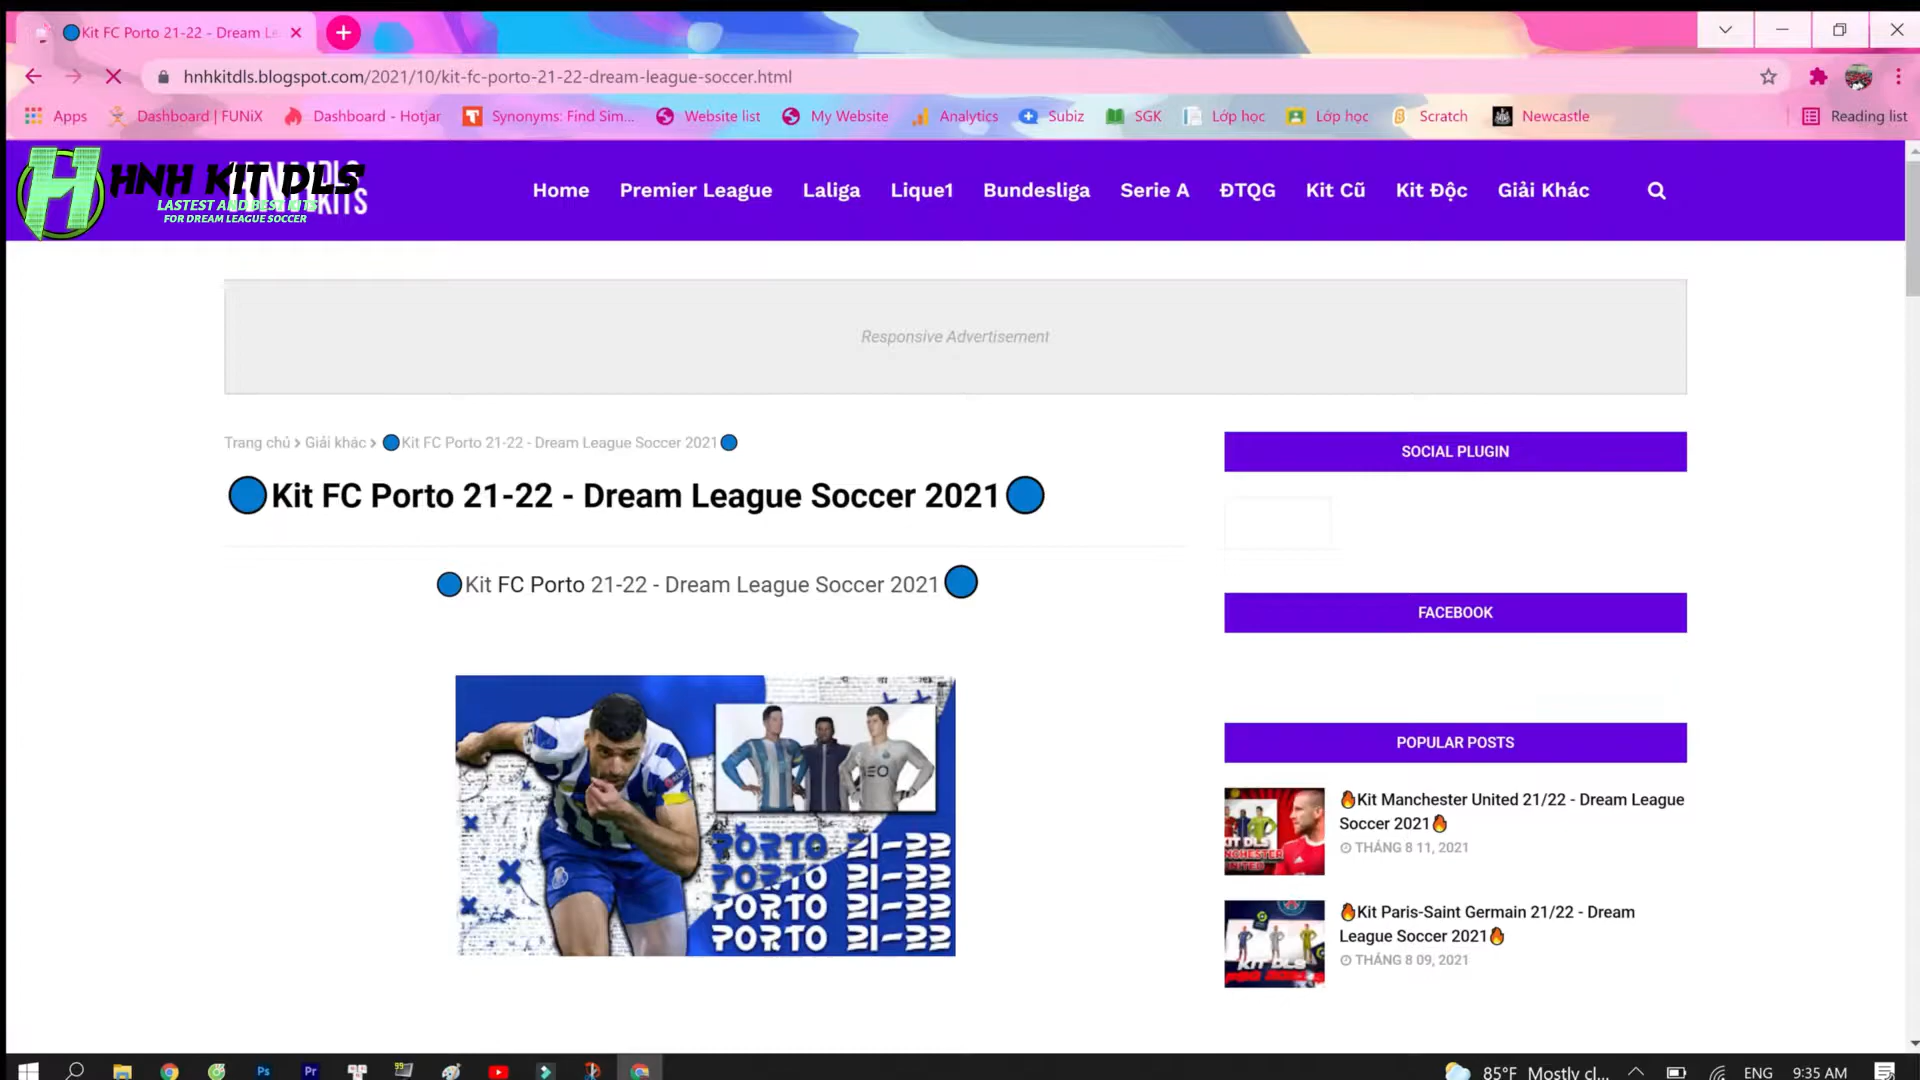 Kit FC Porto 21-22 - Dream Le
hnhkitdls.blogspot.com/2021/10/kit-fc-porto-21-22-dream-league-soccer.html
Apps Dashboard | FUNiX Dashboard - Hotjar Synonyms: Find Sim... Website list My Website Analytics Subiz SGK Lớp học Lớp học Scratch Newcastle Reading list
HNH KIT DLS
LASTEST AND BEST KITS
FOR DREAM LEAGUE SOCCER
Home Premier League Laliga Lique1 Bundesliga Serie A ĐTQG Kit Cũ Kit Độc Giải Khác
Responsive Advertisement
Trang chủ > Giải khác > 🔵Kit FC Porto 21-22 - Dream League Soccer 2021🔵
🔵Kit FC Porto 21-22 - Dream League Soccer 2021🔵
🔵Kit FC Porto 21-22 - Dream League Soccer 2021🔵
PORTO 21-22
PORTO 21-22
PORTO 21-22
PORTO 21-22
SOCIAL PLUGIN
FACEBOOK
POPULAR POSTS
🔥Kit Manchester United 21/22 - Dream League
Soccer 2021🔥
THÁNG 8 11, 2021
🔥Kit Paris-Saint Germain 21/22 - Dream
League Soccer 2021🔥
THÁNG 8 09, 2021
KIT DLS
85°F Mostly cl... ENG 9:35 AM